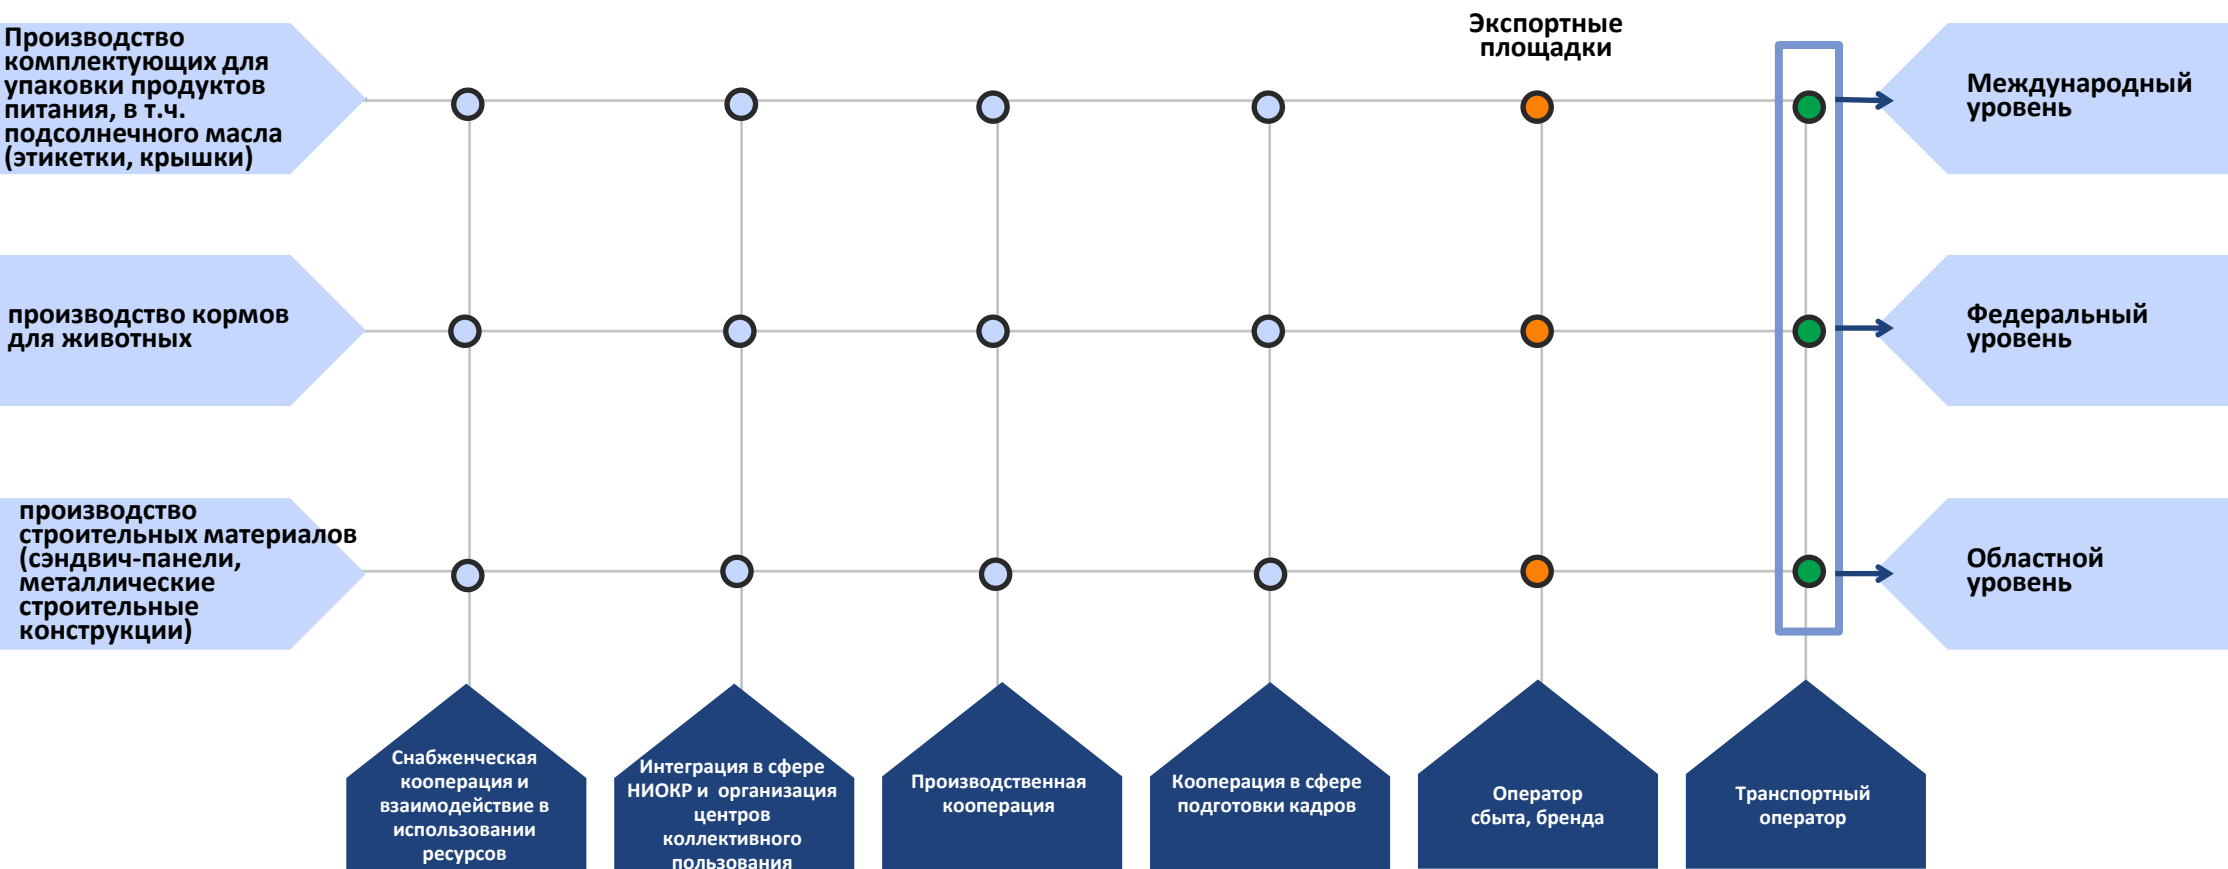 Производство
комплектующих для
упаковки продуктов
питания, в т.ч.
подсолнечного масла
(этикетки, крышки)
Экспортные
площадки
Международный
уровень
производство кормов
для животных
Федеральный
уровень
производство
строительных материалов
(сэндвич-панели,
металлические
строительные
конструкции)
Областной
уровень
Снабженческая
кооперация и
взаимодействие в
использовании
ресурсов
Интеграция в сфере
НИОКР и организация
центров
коллективного
пользования
Производственная
кооперация
Кооперация в сфере
подготовки кадров
Оператор
сбыта, бренда
Транспортный
оператор